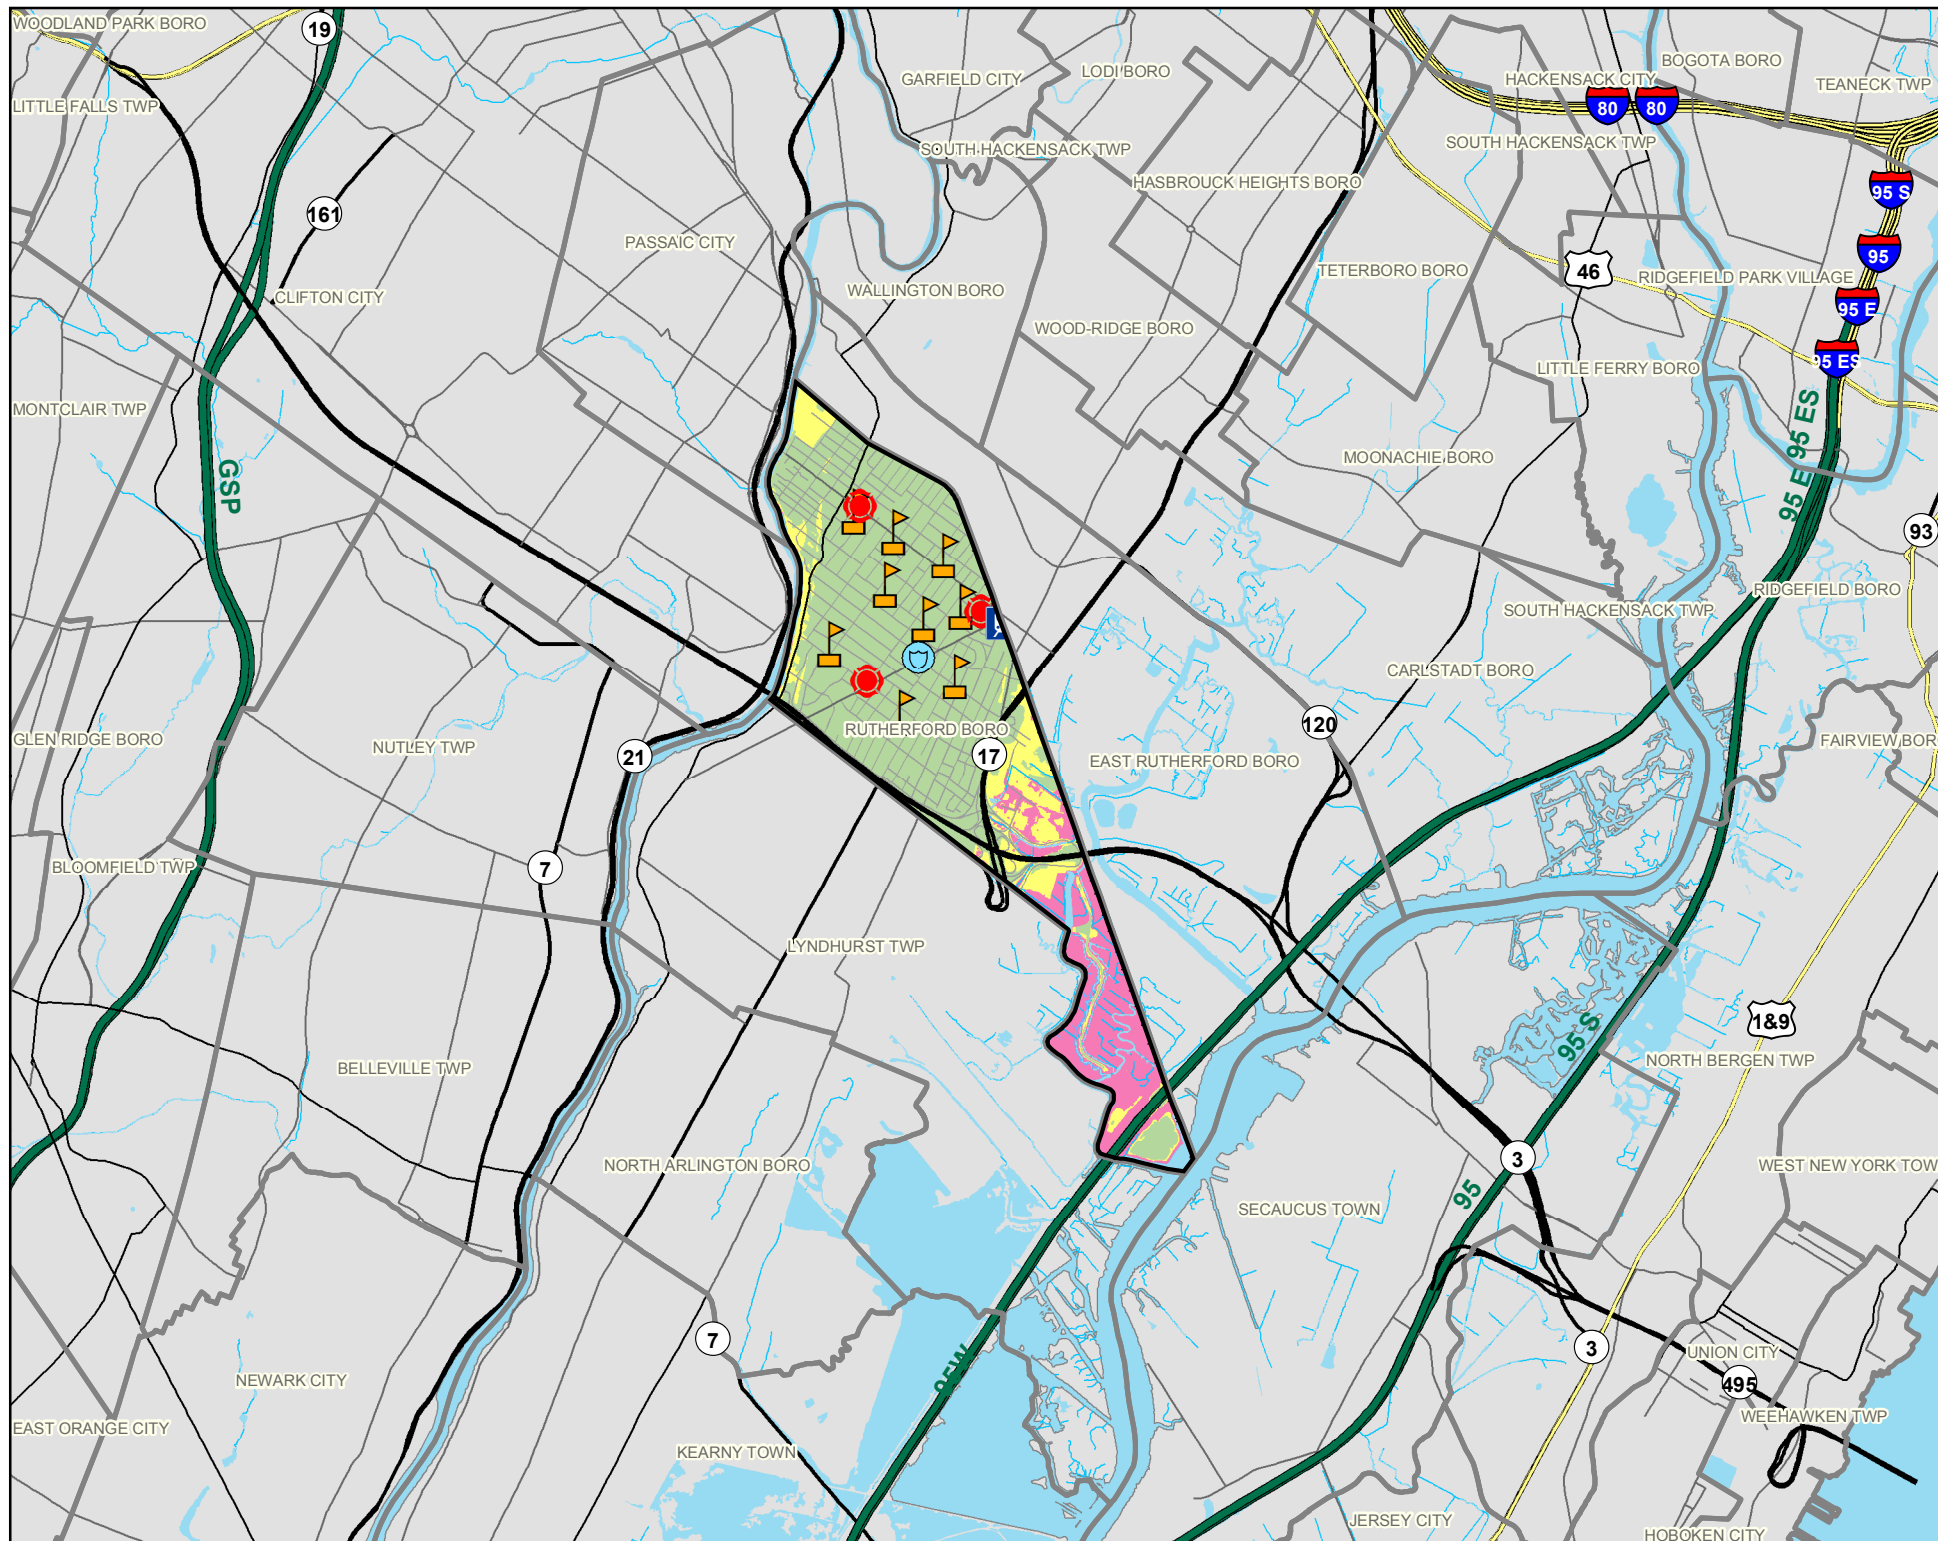 WOODLAND PARK BORO
19
GARFIELD CITY
LODI BORO
BOGOTA BORO
HACKENSACK CITY
TEANECK TWP
LITTLE FALLS TWP
80
80
SOUTH HACKENSACK TWP
SOUTH HACKENSACK TWP
HASBROUCK HEIGHTS BORO
95 S
161
PASSAIC CITY
95
TETERBORO BORO
46
RIDGEFIELD PARK VILLAGE
CLIFTON CITY
WALLINGTON BORO
95 E
WOOD-RIDGE BORO
95 ES
LITTLE FERRY BORO
MONTCLAIR TWP
95 E 95 ES
MOONACHIE BORO
GSP
93
RIDGEFIELD BORO
SOUTH HACKENSACK TWP
CARLSTADT BORO
120
RUTHERFORD BORO
GLEN RIDGE BORO
NUTLEY TWP
21
17
EAST RUTHERFORD BORO
FAIRVIEW BOR
BLOOMFIELD TWP
7
LYNDHURST TWP
1&9
95 S
NORTH BERGEN TWP
BELLEVILLE TWP
3
NORTH ARLINGTON BORO
WEST NEW YORK TOW
95
SECAUCUS TOWN
7
3
UNION CITY
95W
NEWARK CITY
495
WEEHAWKEN TWP
EAST ORANGE CITY
KEARNY TOWN
JERSEY CITY
HOBOKEN CITY